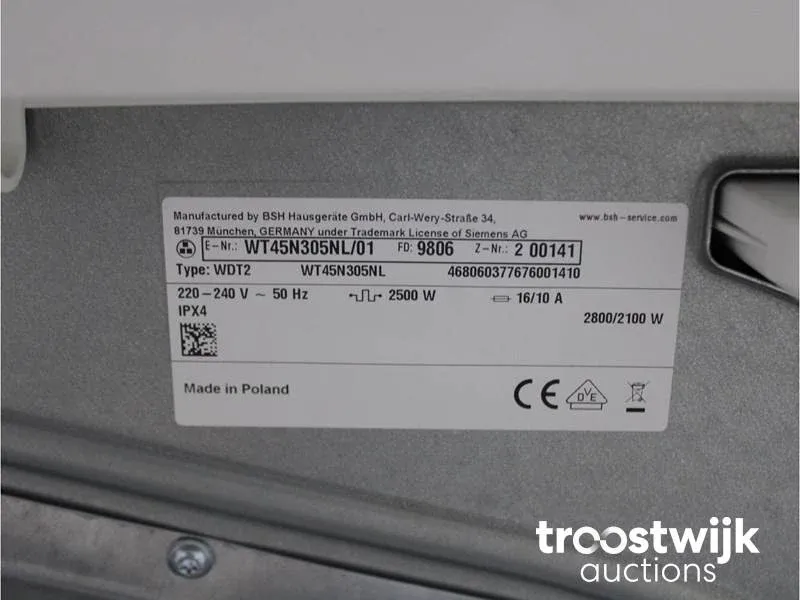 Manufactured by BSH Hausgeräte GmbH, Carl-Wery-Straße 34, www.bsh-service.com
81739 München, GERMANY under Trademark License of Siemens AG
E-Nr.: WT45N305NL/01 FD: 9806 Z-Nr.: 2 00141
Type: WDT2 WT45N305NL 468060377676001410
220-240 V ~ 50 Hz 2500 W 16/10 A
IPX4 2800/2100 W
Made in Poland CE DVE
troostwijk
auctions